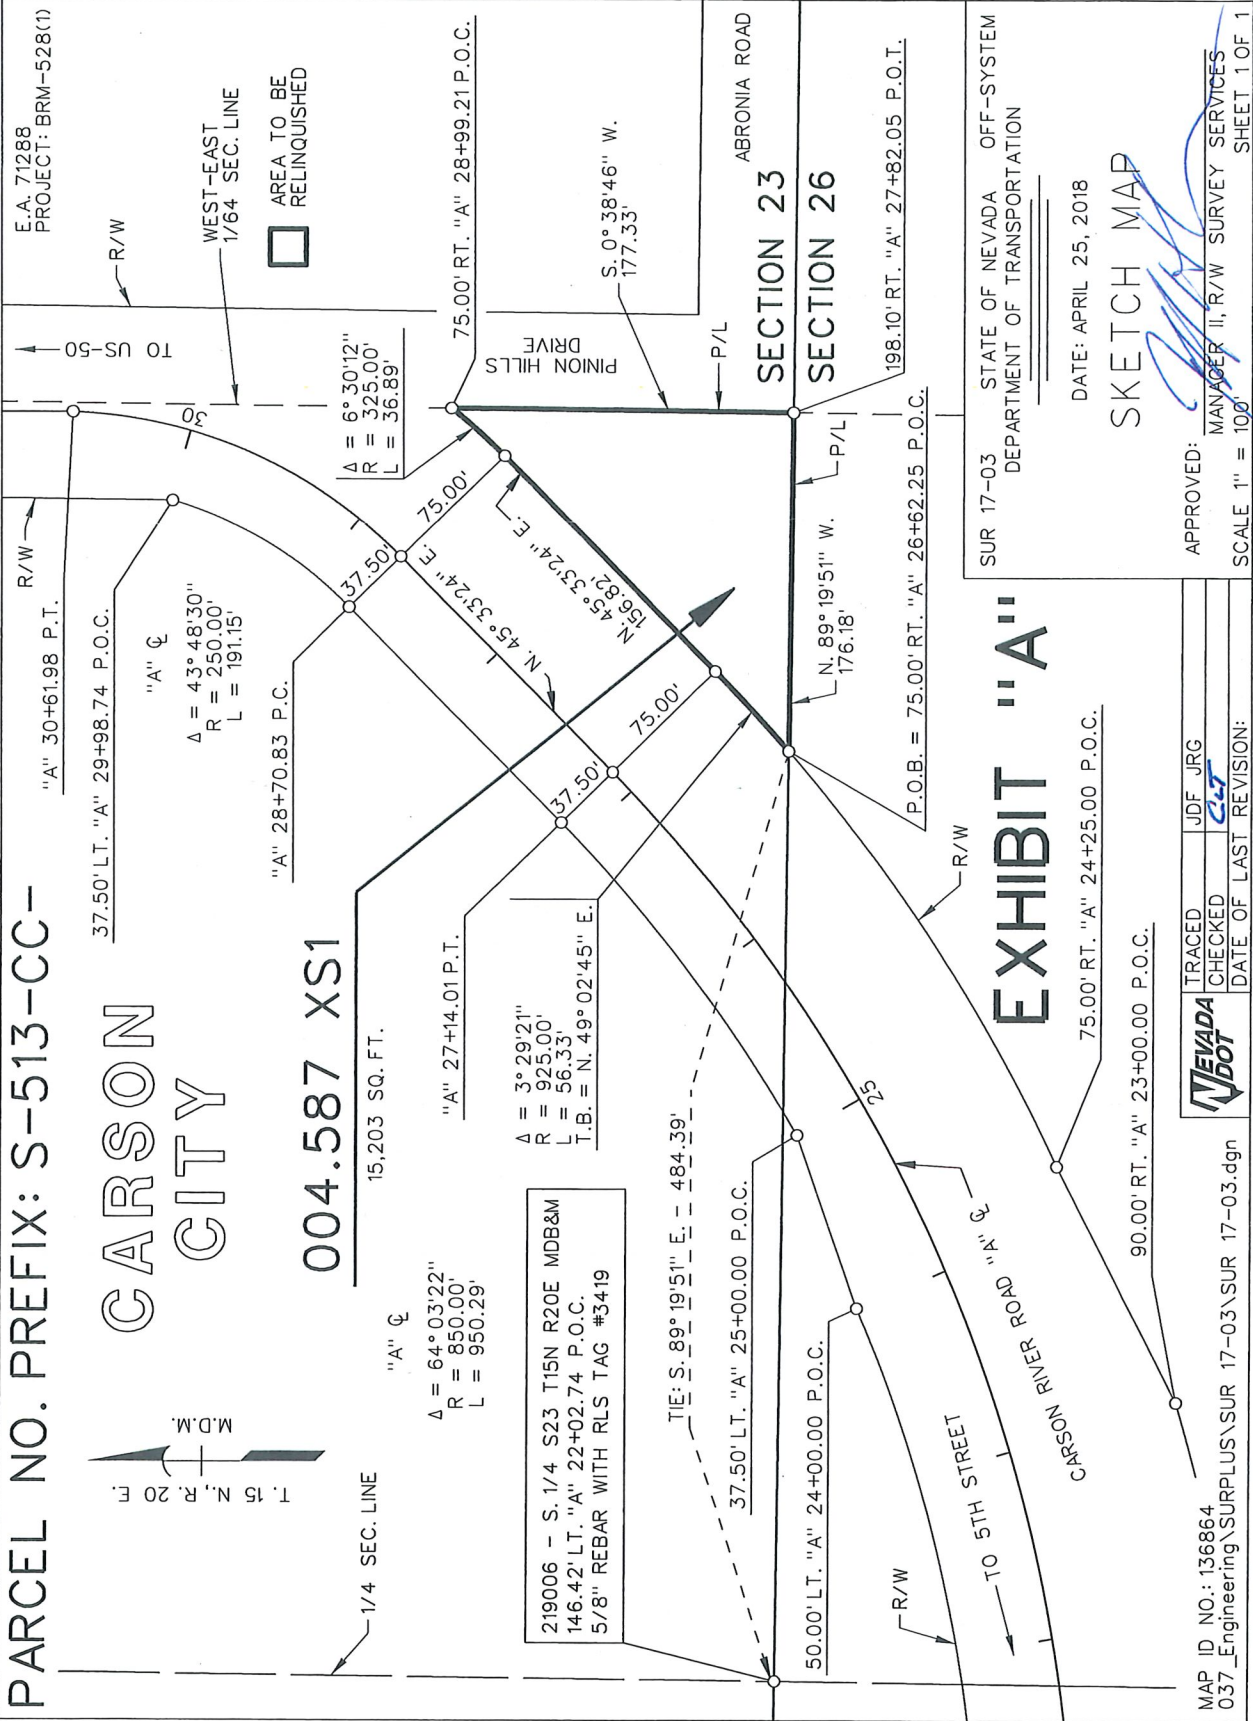 PARCEL NO. PREFIX: S-513-CC-
E.A. 71288
PROJECT: BRM-528(1)
CARSON
CITY
T. 15 N., R. 20 E.
M.D.M.
1/4 SEC. LINE
004.587 XS1
15,203 SQ. FT.
"A" 30+61.98 P.T.
R/W
37.50' LT. "A" 29+98.74 P.O.C.
"A" ℄
Δ = 43° 48'30"
R = 250.00'
L = 191.15'
"A" 28+70.83 P.C.
TO US-50
R/W
WEST-EAST
1/64 SEC. LINE
AREA TO BE
RELINQUISHED
30
Δ = 6° 30'12"
R = 325.00'
L = 36.89'
75.00' RT. "A" 28+99.21 P.O.C.
37.50'
75.00'
N. 45° 33'24" E.
N. 45° 33'24" E.
156.82'
PINION HILLS
DRIVE
S. 0° 38'46" W.
177.33'
P/L
ABRONIA ROAD
SECTION 23
SECTION 26
"A" ℄
Δ = 64° 03'22"
R = 850.00'
L = 950.29'
"A" 27+14.01 P.T.
37.50'
75.00'
Δ = 3° 29'21"
R = 925.00'
L = 56.33'
T.B. = N. 49° 02'45" E.
219006 - S. 1/4 S23 T15N R20E MDB&M
146.42' LT. "A" 22+02.74 P.O.C.
5/8" REBAR WITH RLS TAG #3419
TIE: S. 89° 19'51" E. - 484.39'
37.50' LT. "A" 25+00.00 P.O.C.
50.00' LT. "A" 24+00.00 P.O.C.
N. 89° 19'51" W.
176.18'
P/L
198.10' RT. "A" 27+82.05 P.O.T.
P.O.B. = 75.00' RT. "A" 26+62.25 P.O.C.
25
R/W
R/W
TO 5TH STREET
CARSON RIVER ROAD "A" ℄
EXHIBIT "A"
75.00' RT. "A" 24+25.00 P.O.C.
90.00' RT. "A" 23+00.00 P.O.C.
SUR 17-03 STATE OF NEVADA OFF-SYSTEM
DEPARTMENT OF TRANSPORTATION
DATE: APRIL 25, 2018
SKETCH MAP
APPROVED:
MANAGER II, R/W SURVEY SERVICES
SCALE 1" = 100' SHEET 1 OF 1
NEVADA
DOT
TRACED JDF JRG
CHECKED CLT
DATE OF LAST REVISION:
MAP ID NO.: 136864
037_Engineering\SURPLUS\SUR 17-03\SUR 17-03.dgn